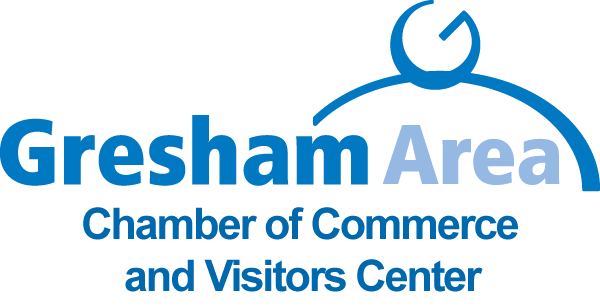 G
Gresham Area
Chamber of Commerce
and Visitors Center